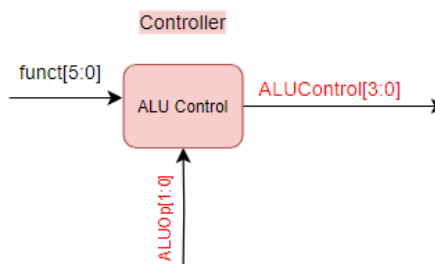 Controller
funct[5:0]
ALU Control
ALUControl[3:0]
ALUOp[1:0]